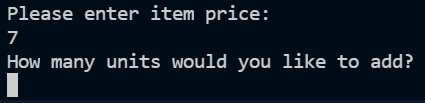 Please enter item price:
7
How many units would you like to add?